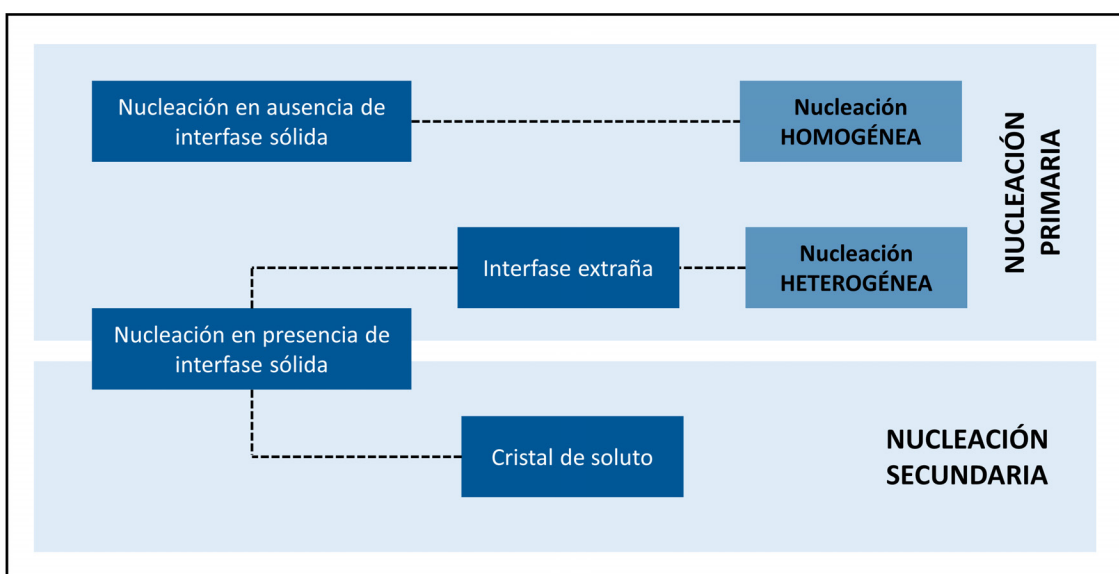 Nucleación en ausencia de
interfase sólida
Nucleación
HOMOGÉNEA
NUCLEACIÓN
PRIMARIA
Interfase extraña
Nucleación
HETEROGÉNEA
Nucleación en presencia de
interfase sólida
Cristal de soluto
NUCLEACIÓN
SECUNDARIA